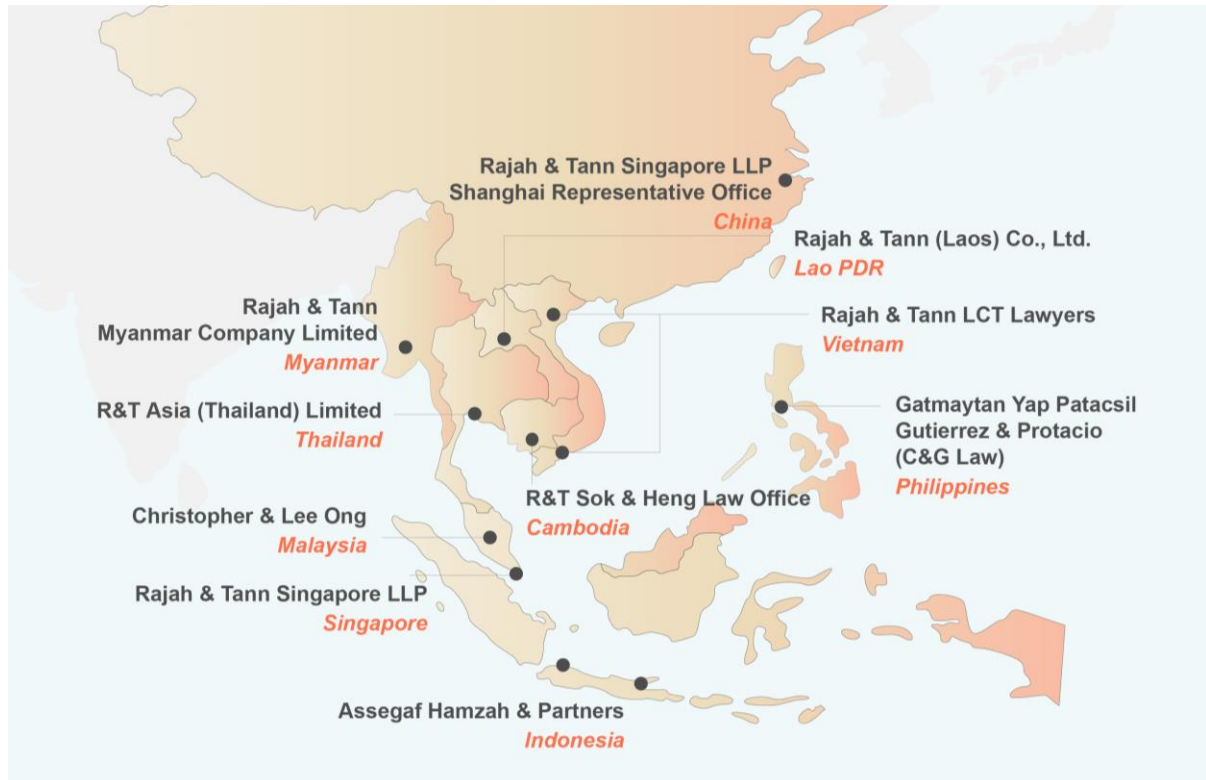 Rajah & Tann Singapore LLP
Shanghai Representative Office
China
Rajah & Tann (Laos) Co., Ltd.
Lao PDR
Rajah & Tann
Myanmar Company Limited
Myanmar
Rajah & Tann LCT Lawyers
Vietnam
R&T Asia (Thailand) Limited
Thailand
Gatmaytan Yap Patacsil
Gutierrez & Protacio
(C&G Law)
Philippines
R&T Sok & Heng Law Office
Cambodia
Christopher & Lee Ong
Malaysia
Rajah & Tann Singapore LLP
Singapore
Assegaf Hamzah & Partners
Indonesia